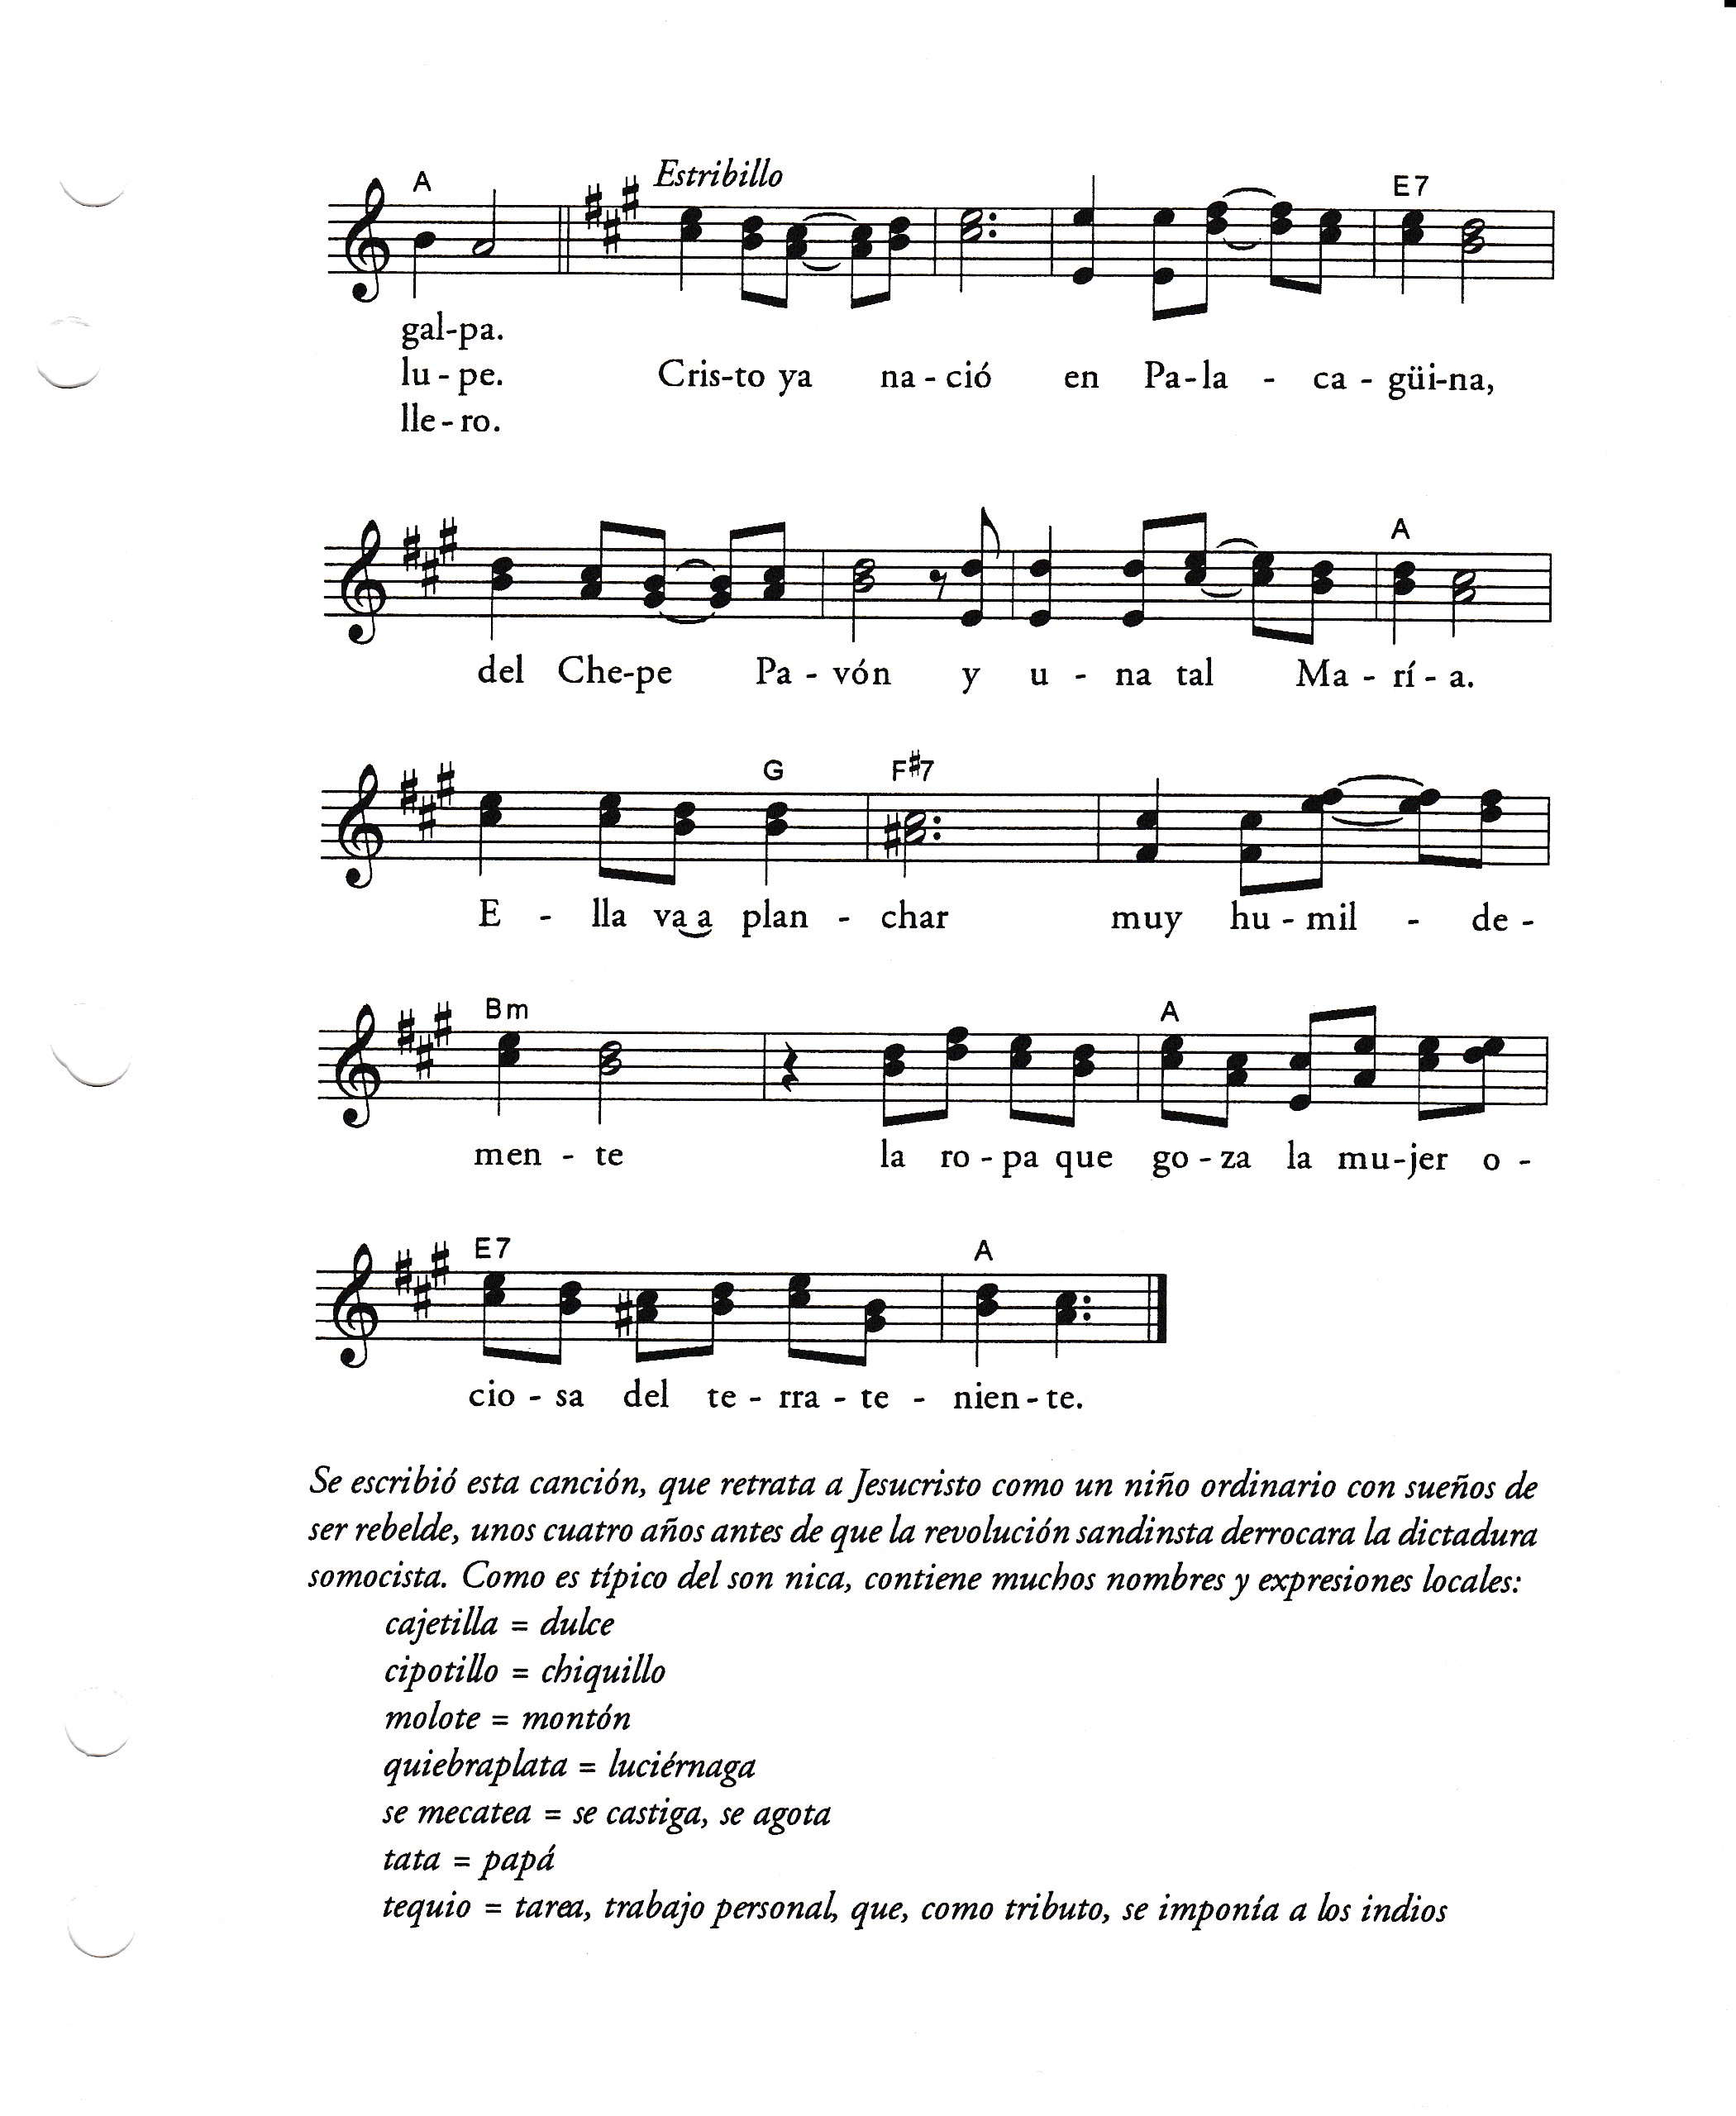 A Estribillo E7
gal-pa.
lu - pe. Cris-to ya na - ció en Pa-la - ca - güi-na,
lle - ro.
A
del Che-pe Pa - vón y u - na tal Ma - rí - a.
G F#7
E - lla va a plan - char muy hu - mil - de -
Bm A
men - te la ro - pa que go - za la mu-jer o -
E7 A
cio - sa del te - rra - te - nien - te.
Se escribió esta canción, que retrata a Jesucristo como un niño ordinario con sueños de
ser rebelde, unos cuatro años antes de que la revolución sandinsta derrocara la dictadura
somocista. Como es típico del son nica, contiene muchos nombres y expresiones locales:
cajetilla = dulce
cipotillo = chiquillo
molote = montón
quiebraplata = luciérnaga
se mecatea = se castiga, se agota
tata = papá
tequio = tarea, trabajo personal, que, como tributo, se imponía a los indios